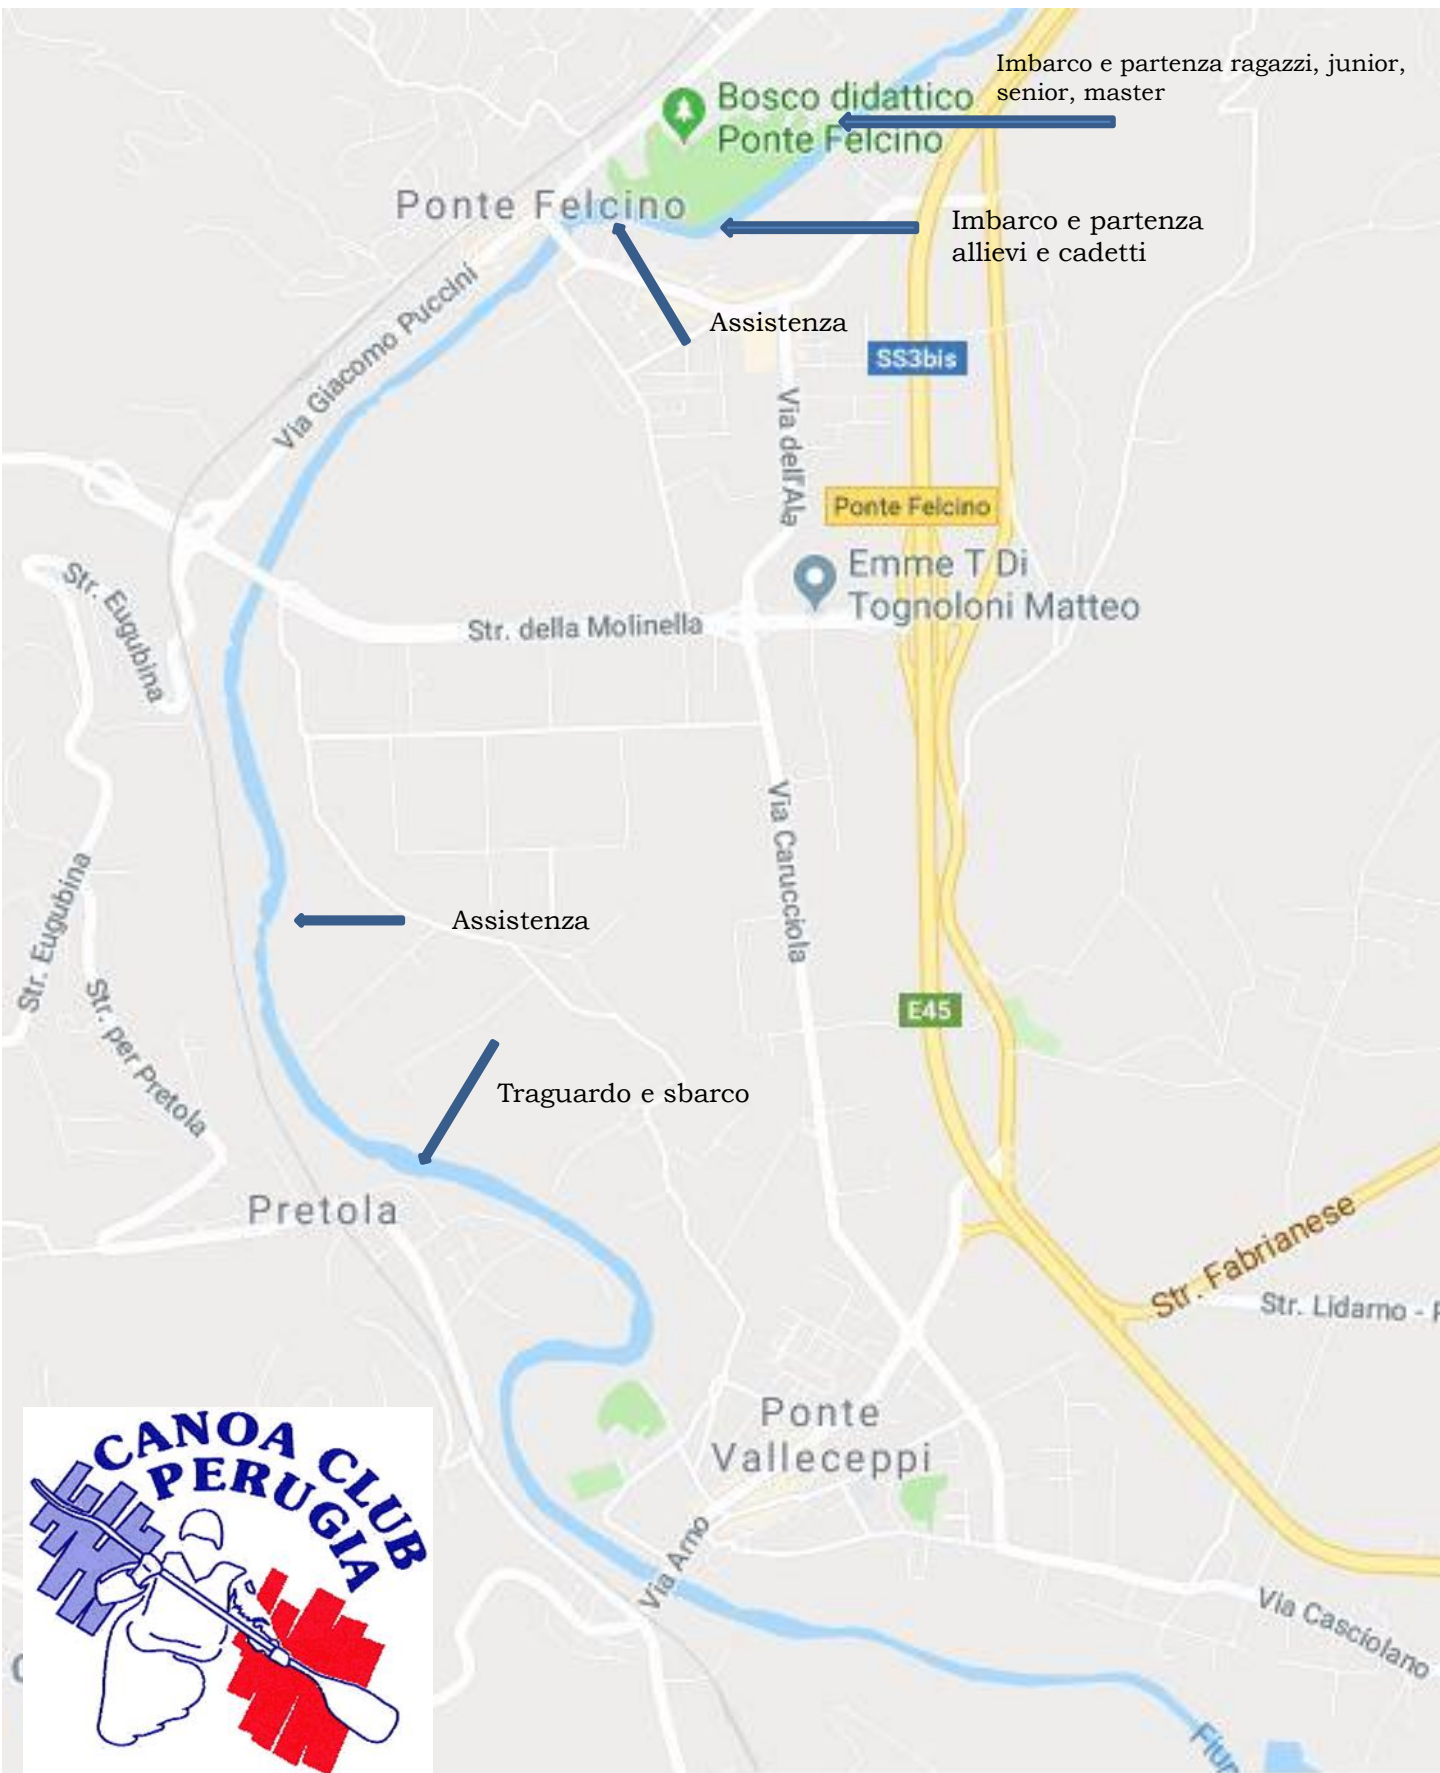 Imbarco e partenza ragazzi, junior,
senior, master
Bosco didattico
Ponte Felcino
Ponte Felcino
Imbarco e partenza
allievi e cadetti
Assistenza
Via Giacomo Puccini
SS3bis
Via dell'Ala
Ponte Felcino
Emme T Di
Tognoloni Matteo
Str. Eugubina
Str. della Molinella
Via Carucciola
Str. Eugubina
Assistenza
Str. per Pretola
E45
Traguardo e sbarco
Pretola
Str. Fabrianese
Str. Lidarno -
Ponte
Valleceppi
CANOA CLUB
PERUGIA
Via Arno
Via Casciolano
Fiu